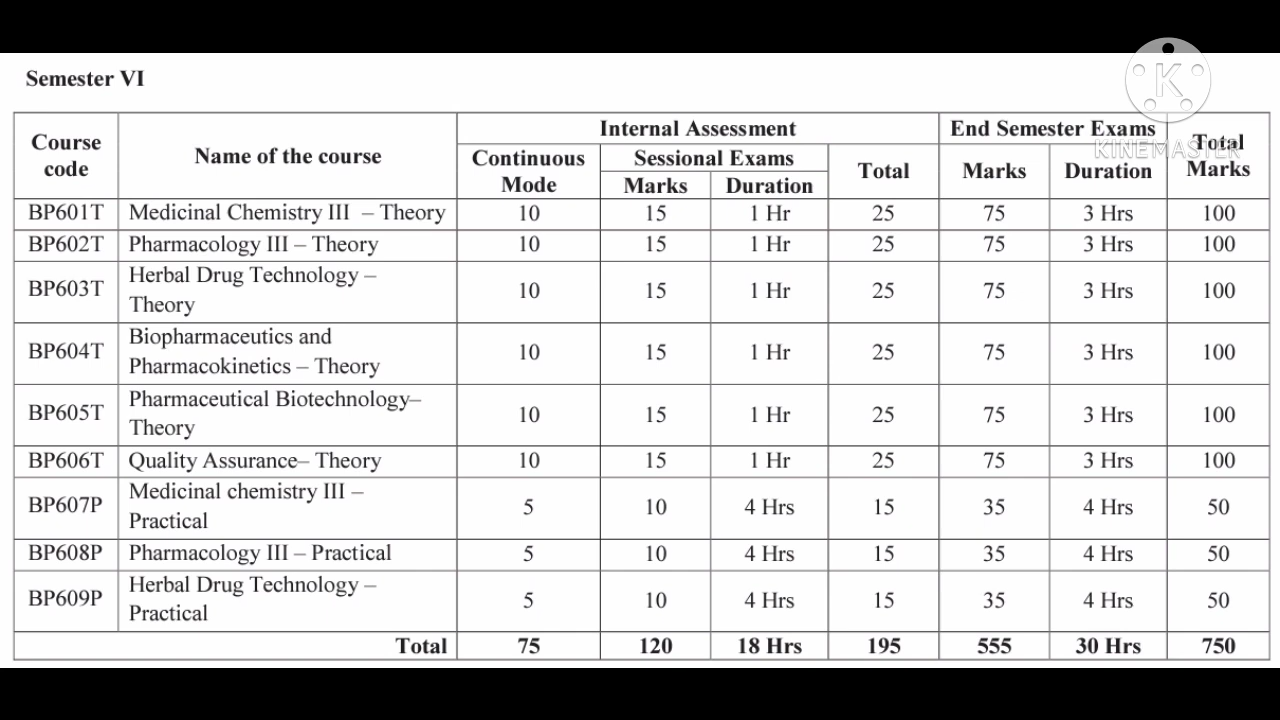 Semester VI
K
KINEMASTER
Course code | Name of the course | Internal Assessment | End Semester Exams | Total Marks
Continuous Mode | Sessional Exams | Total | Marks | Duration
Marks | Duration
BP601T | Medicinal Chemistry III – Theory | 10 | 15 | 1 Hr | 25 | 75 | 3 Hrs | 100
BP602T | Pharmacology III – Theory | 10 | 15 | 1 Hr | 25 | 75 | 3 Hrs | 100
BP603T | Herbal Drug Technology – Theory | 10 | 15 | 1 Hr | 25 | 75 | 3 Hrs | 100
BP604T | Biopharmaceutics and Pharmacokinetics – Theory | 10 | 15 | 1 Hr | 25 | 75 | 3 Hrs | 100
BP605T | Pharmaceutical Biotechnology– Theory | 10 | 15 | 1 Hr | 25 | 75 | 3 Hrs | 100
BP606T | Quality Assurance– Theory | 10 | 15 | 1 Hr | 25 | 75 | 3 Hrs | 100
BP607P | Medicinal chemistry III – Practical | 5 | 10 | 4 Hrs | 15 | 35 | 4 Hrs | 50
BP608P | Pharmacology III – Practical | 5 | 10 | 4 Hrs | 15 | 35 | 4 Hrs | 50
BP609P | Herbal Drug Technology – Practical | 5 | 10 | 4 Hrs | 15 | 35 | 4 Hrs | 50
Total | 75 | 120 | 18 Hrs | 195 | 555 | 30 Hrs | 750